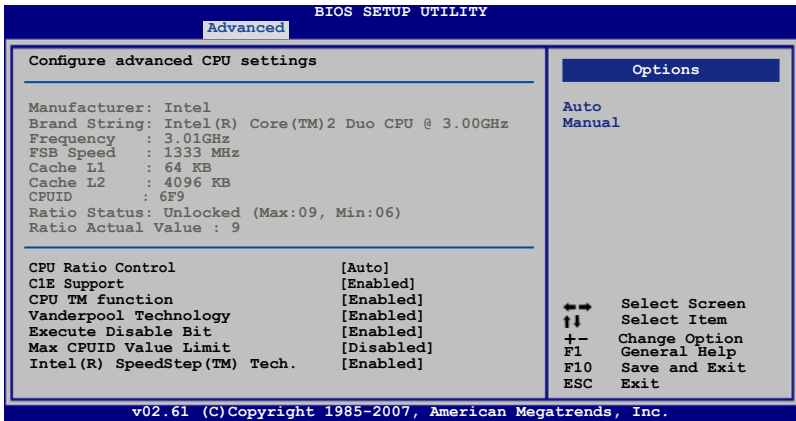 BIOS SETUP UTILITY
Advanced
Configure advanced CPU settings
Manufacturer: Intel
Brand String: Intel(R) Core(TM)2 Duo CPU @ 3.00GHz
Frequency : 3.01GHz
FSB Speed : 1333 MHz
Cache L1 : 64 KB
Cache L2 : 4096 KB
CPUID : 6F9
Ratio Status: Unlocked (Max:09, Min:06)
Ratio Actual Value : 9
CPU Ratio Control [Auto]
C1E Support [Enabled]
CPU TM function [Enabled]
Vanderpool Technology [Enabled]
Execute Disable Bit [Enabled]
Max CPUID Value Limit [Disabled]
Intel(R) SpeedStep(TM) Tech. [Enabled]
Options
Auto
Manual
←→ Select Screen
↑↓ Select Item
+- Change Option
F1 General Help
F10 Save and Exit
ESC Exit
v02.61 (C)Copyright 1985-2007, American Megatrends, Inc.